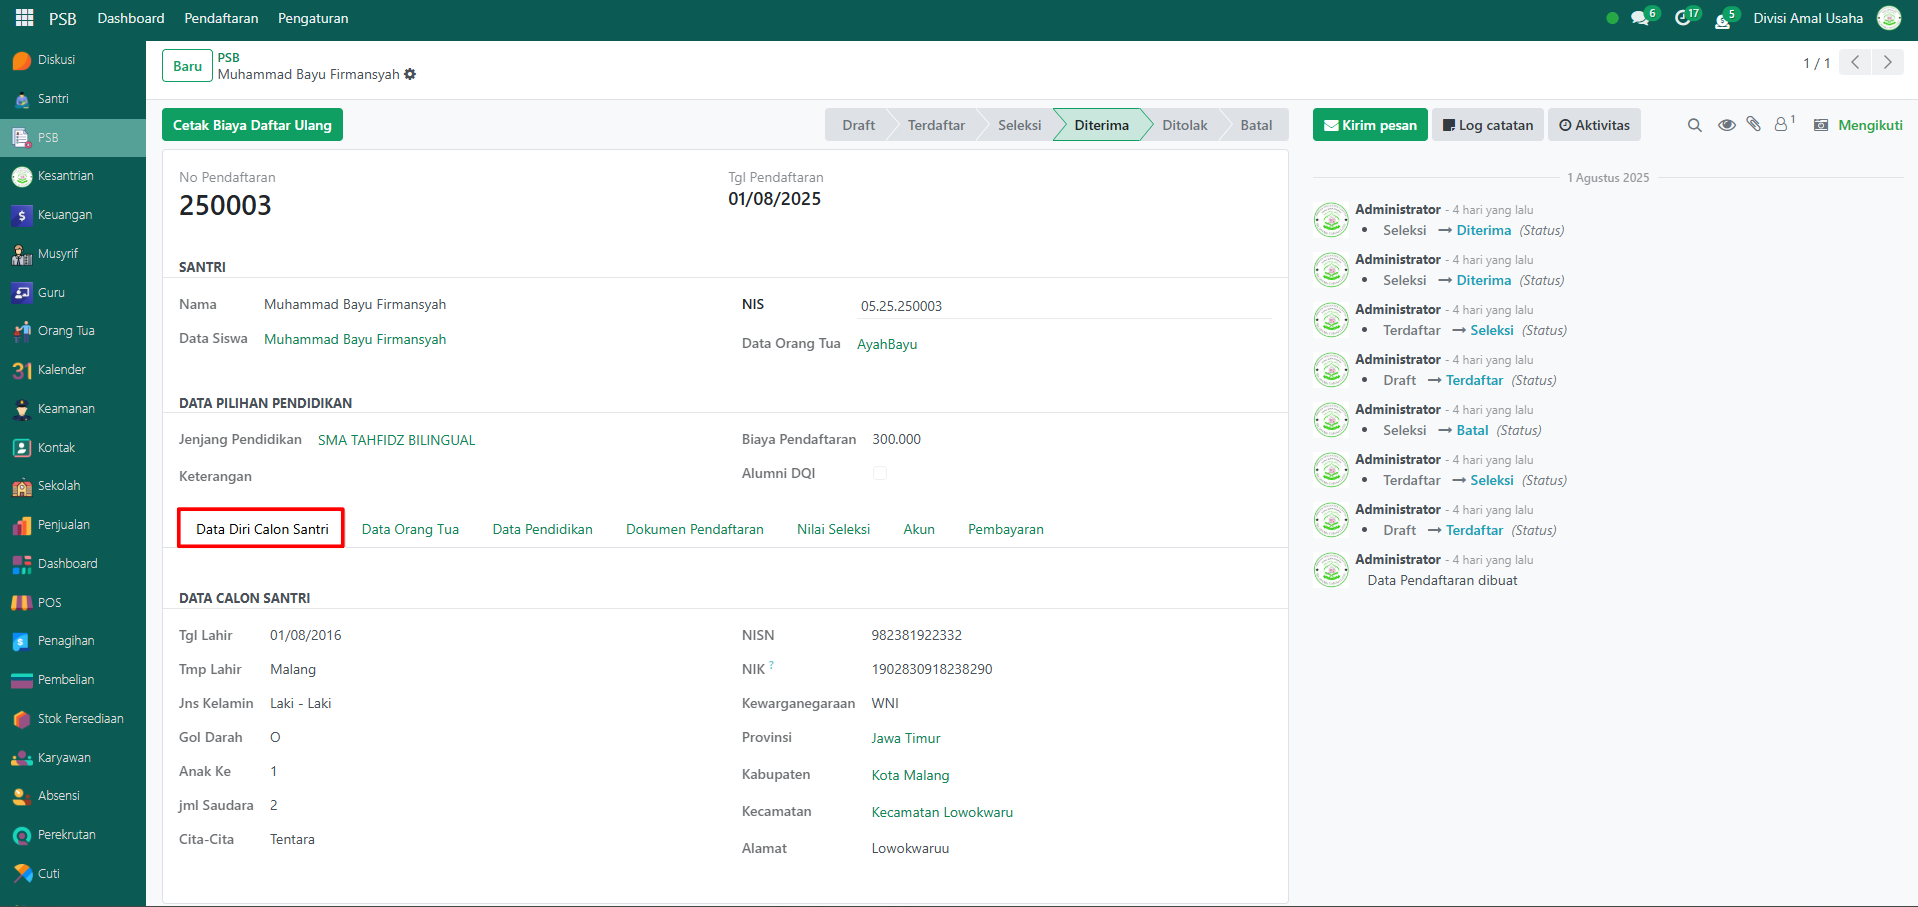 PSB Dashboard Pendaftaran Pengaturan 6 17 5 Divisi Amal Usaha
Diskusi
Santri
PSB
Kesantrian
Keuangan
Musyrif
Guru
Orang Tua
31 Kalender
Keamanan
Kontak
Sekolah
Penjualan
Dashboard
POS
Penagihan
Pembelian
Stok Persediaan
Karyawan
Absensi
Perekrutan
Cuti
Baru
PSB
Muhammad Bayu Firmansyah
1 / 1
Cetak Biaya Daftar Ulang
Draft Terdaftar Seleksi Diterima Ditolak Batal
Kirim pesan Log catatan Aktivitas 1 Mengikuti
No Pendaftaran
250003
Tgl Pendaftaran
01/08/2025
SANTRI
Nama Muhammad Bayu Firmansyah
NIS 05.25.250003
Data Siswa Muhammad Bayu Firmansyah
Data Orang Tua AyahBayu
DATA PILIHAN PENDIDIKAN
Jenjang Pendidikan SMA TAHFIDZ BILINGUAL
Biaya Pendaftaran 300.000
Keterangan
Alumni DQI
Data Diri Calon Santri Data Orang Tua Data Pendidikan Dokumen Pendaftaran Nilai Seleksi Akun Pembayaran
DATA CALON SANTRI
Tgl Lahir 01/08/2016
NISN 982381922332
Tmp Lahir Malang
NIK ? 1902830918238290
Jns Kelamin Laki - Laki
Kewarganegaraan WNI
Gol Darah O
Provinsi Jawa Timur
Anak Ke 1
Kabupaten Kota Malang
jml Saudara 2
Kecamatan Kecamatan Lowokwaru
Cita-Cita Tentara
Alamat Lowokwaruu
1 Agustus 2025
Administrator - 4 hari yang lalu
• Seleksi → Diterima (Status)
Administrator - 4 hari yang lalu
• Seleksi → Diterima (Status)
Administrator - 4 hari yang lalu
• Terdaftar → Seleksi (Status)
Administrator - 4 hari yang lalu
• Draft → Terdaftar (Status)
Administrator - 4 hari yang lalu
• Seleksi → Batal (Status)
Administrator - 4 hari yang lalu
• Terdaftar → Seleksi (Status)
Administrator - 4 hari yang lalu
• Draft → Terdaftar (Status)
Administrator - 4 hari yang lalu
Data Pendaftaran dibuat